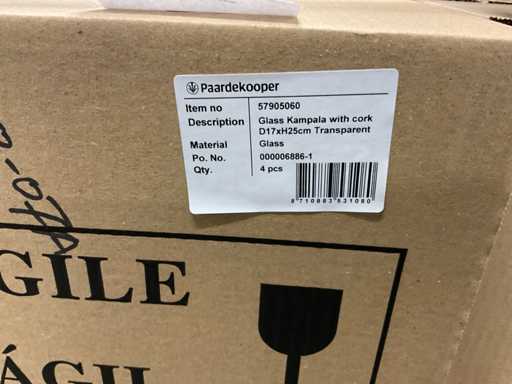 Paardekooper
Item no 57905060
Description Glass Kampala with cork
D17xH25cm Transparent
Material Glass
Po. No. 000006886-1
Qty. 4 pcs
GILE
ÁGIL